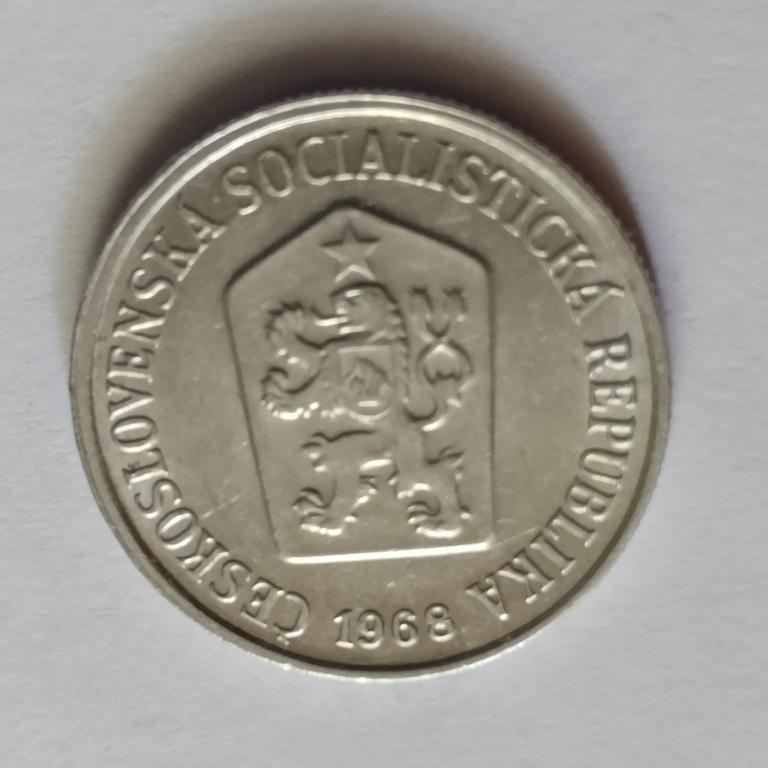 ČESKOSLOVENSKÁ SOCIALISTICKÁ REPUBLIKA
1968